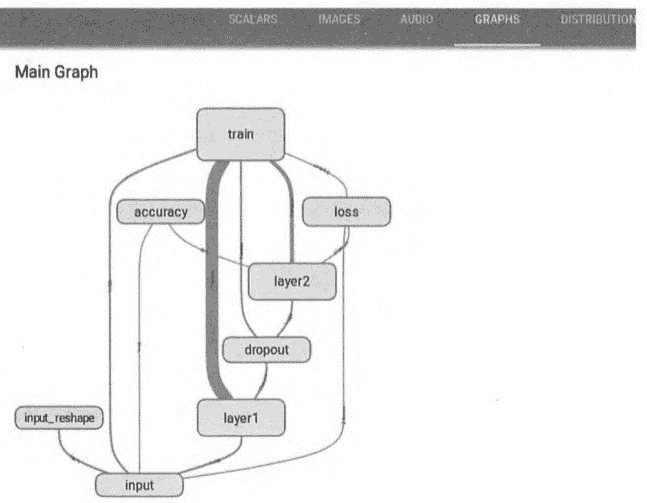 SCALARS IMAGES AUDIO GRAPHS DISTRIBUTION
Main Graph
train
accuracy
loss
layer2
dropout
layer1
input_reshape
input